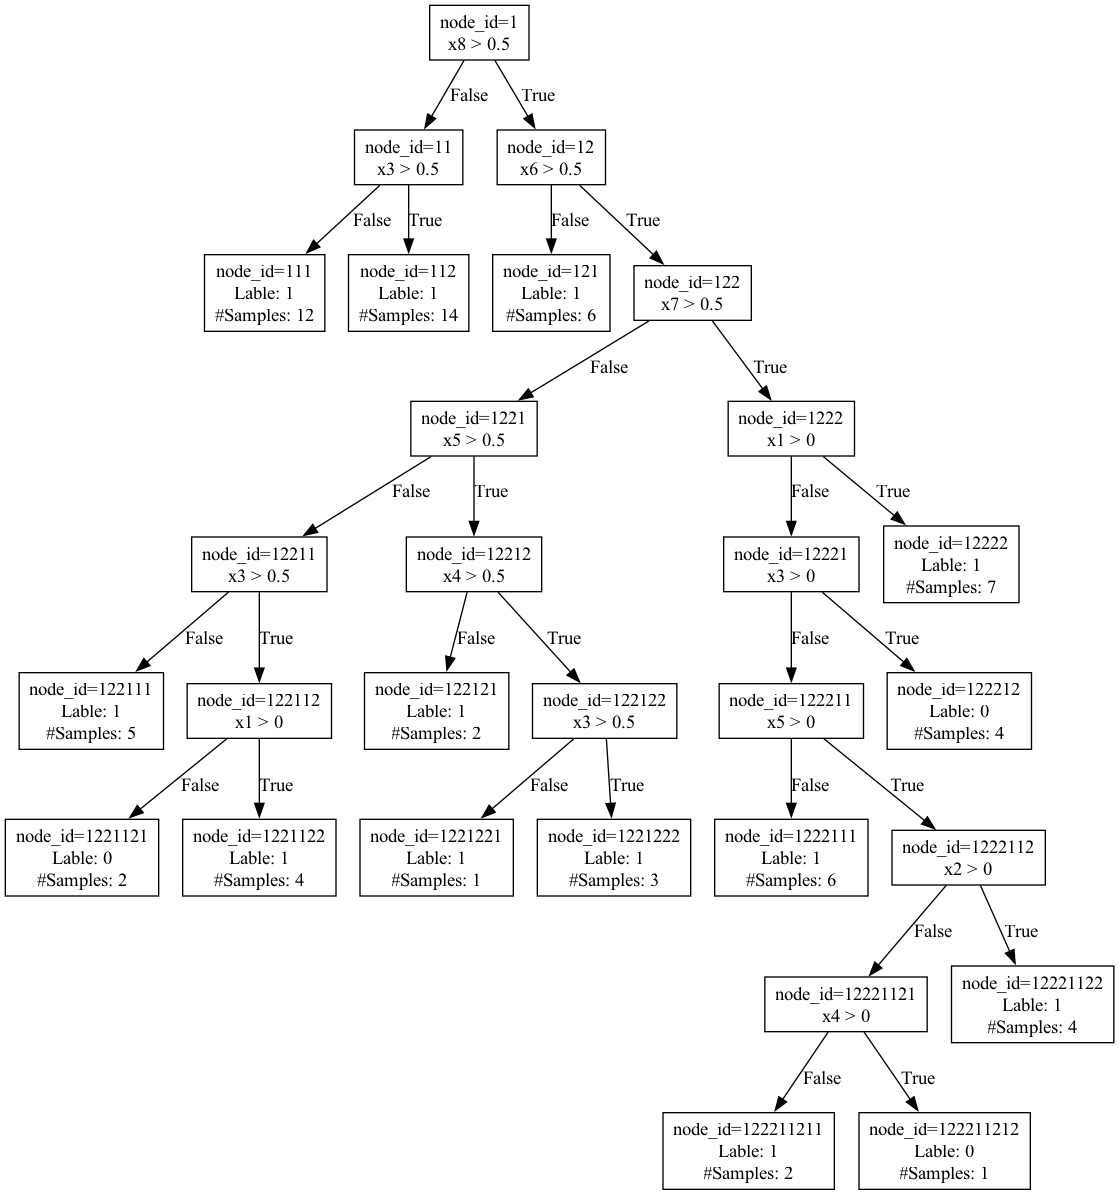 node_id=1
x8 > 0.5
False
True
node_id=11
x3 > 0.5
node_id=12
x6 > 0.5
False
True
False
True
node_id=111
Lable: 1
#Samples: 12
node_id=112
Lable: 1
#Samples: 14
node_id=121
Lable: 1
#Samples: 6
node_id=122
x7 > 0.5
False
True
node_id=1221
x5 > 0.5
node_id=1222
x1 > 0
False
True
False
True
node_id=12211
x3 > 0.5
node_id=12212
x4 > 0.5
node_id=12221
x3 > 0
node_id=12222
Lable: 1
#Samples: 7
False
True
False
True
False
True
node_id=122111
Lable: 1
#Samples: 5
node_id=122112
x1 > 0
node_id=122121
Lable: 1
#Samples: 2
node_id=122122
x3 > 0.5
node_id=122211
x5 > 0
node_id=122212
Lable: 0
#Samples: 4
False
True
False
True
False
True
node_id=1221121
Lable: 0
#Samples: 2
node_id=1221122
Lable: 1
#Samples: 4
node_id=1221221
Lable: 1
#Samples: 1
node_id=1221222
Lable: 1
#Samples: 3
node_id=1222111
Lable: 1
#Samples: 6
node_id=1222112
x2 > 0
False
True
node_id=12221121
x4 > 0
node_id=12221122
Lable: 1
#Samples: 4
False
True
node_id=122211211
Lable: 1
#Samples: 2
node_id=122211212
Lable: 0
#Samples: 1